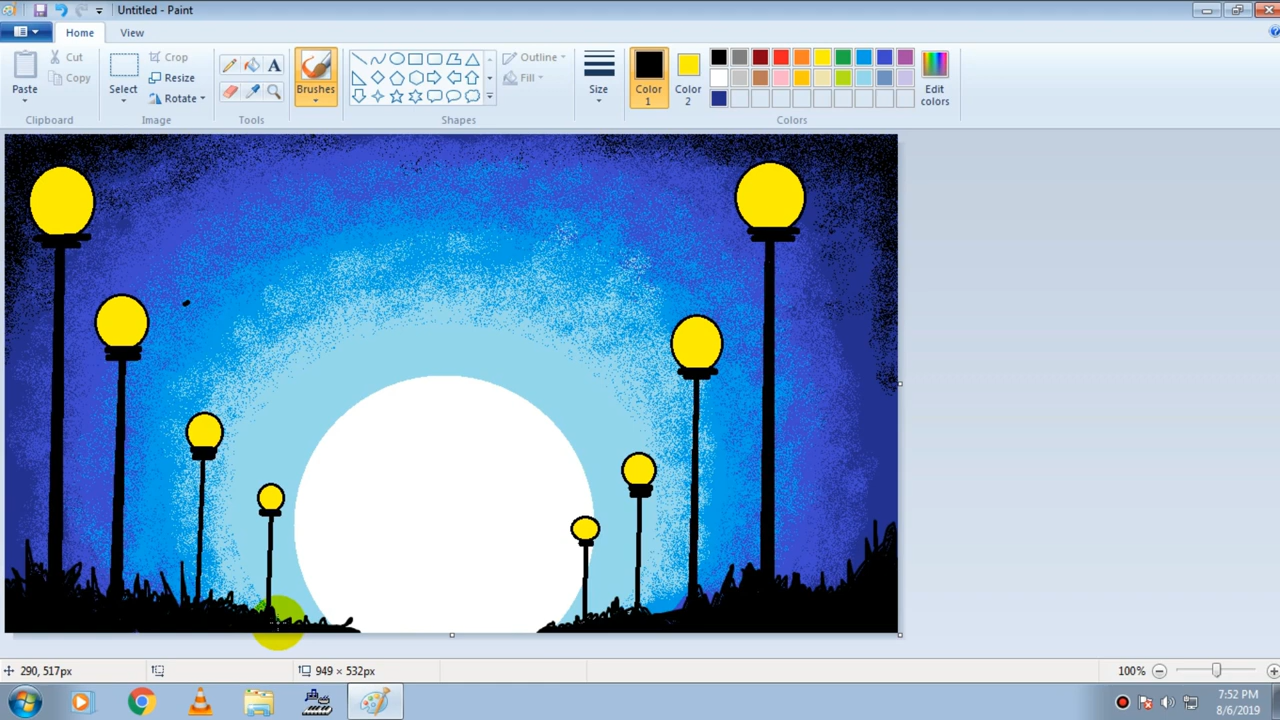 Untitled - Paint
Home
View
Paste
Cut
Copy
Clipboard
Select
Crop
Resize
Rotate
Image
A
Tools
Brushes
Outline
Fill
Shapes
Size
Color 1
Color 2
Edit colors
Colors
290, 517px
949 × 532px
100%
7:52 PM
8/6/2019